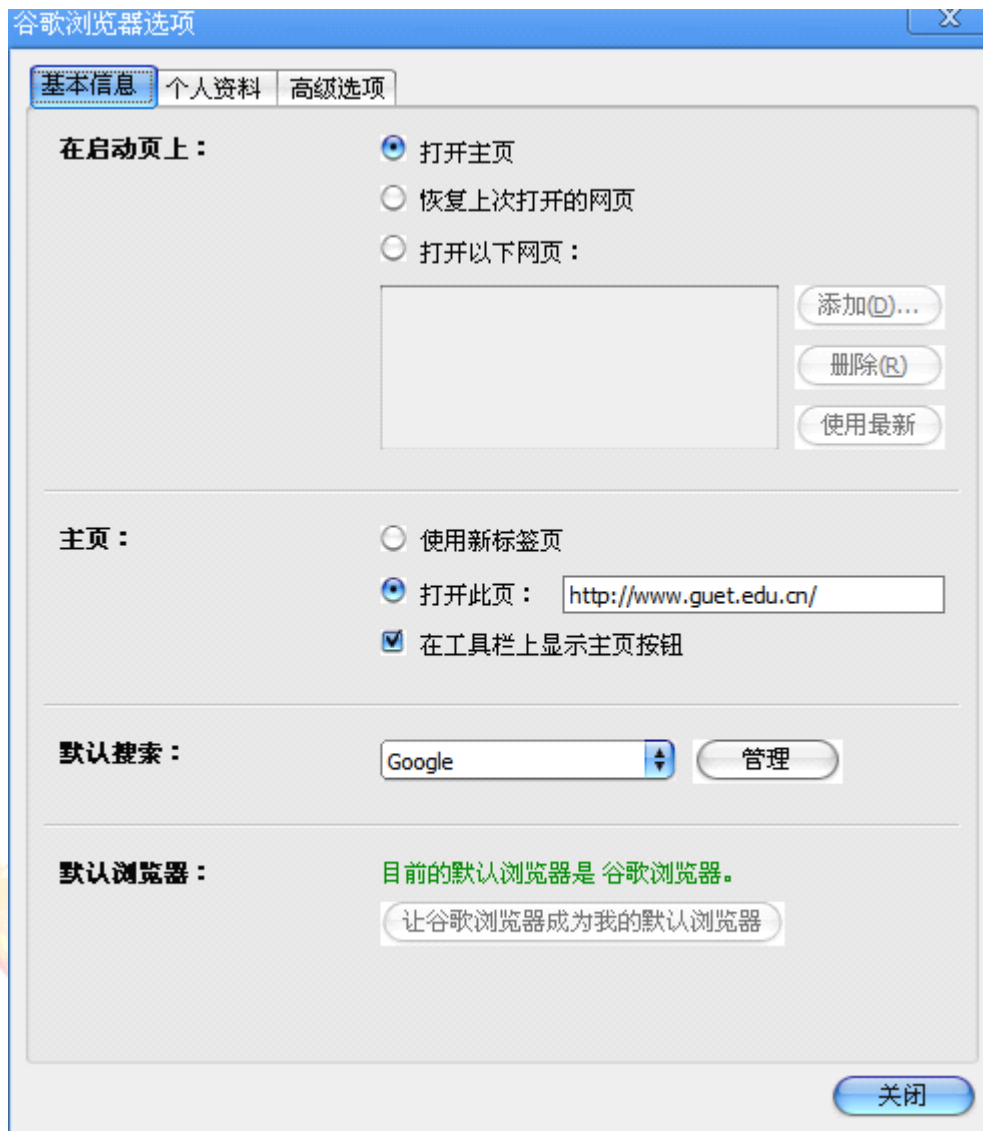 谷歌浏览器选项
X
基本信息 个人资料 高级选项
在启动页上： 打开主页
恢复上次打开的网页
打开以下网页：
添加(D)...
删除(R)
使用最新
主页： 使用新标签页
打开此页： http://www.guet.edu.cn/
在工具栏上显示主页按钮
默认搜索： Google 管理
默认浏览器： 目前的默认浏览器是 谷歌浏览器。
让谷歌浏览器成为我的默认浏览器
关闭